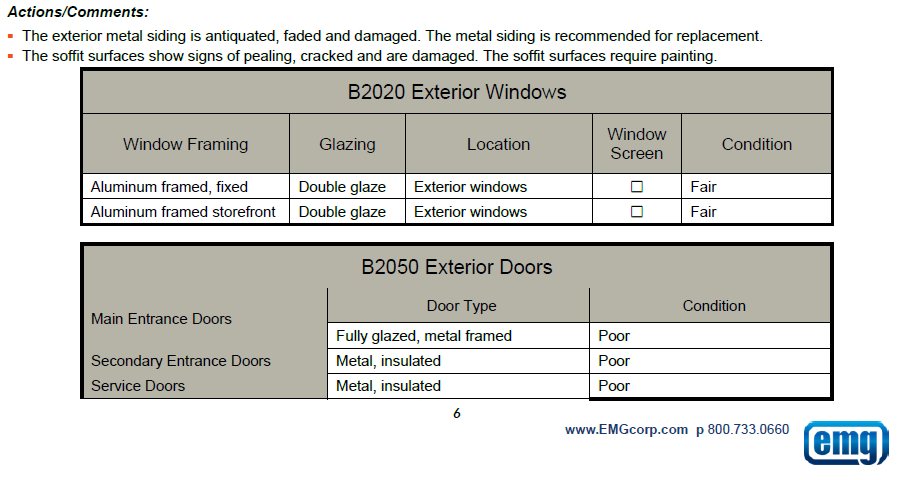 Actions/Comments:
▪ The exterior metal siding is antiquated, faded and damaged. The metal siding is recommended for replacement.
▪ The soffit surfaces show signs of pealing, cracked and are damaged. The soffit surfaces require painting.
B2020 Exterior Windows
Window Framing Glazing Location Window Screen Condition
Aluminum framed, fixed Double glaze Exterior windows ☐ Fair
Aluminum framed storefront Double glaze Exterior windows ☐ Fair
B2050 Exterior Doors
Main Entrance Doors Door Type Condition
Fully glazed, metal framed Poor
Secondary Entrance Doors Metal, insulated Poor
Service Doors Metal, insulated Poor
6
www.EMGcorp.com p 800.733.0660
emg